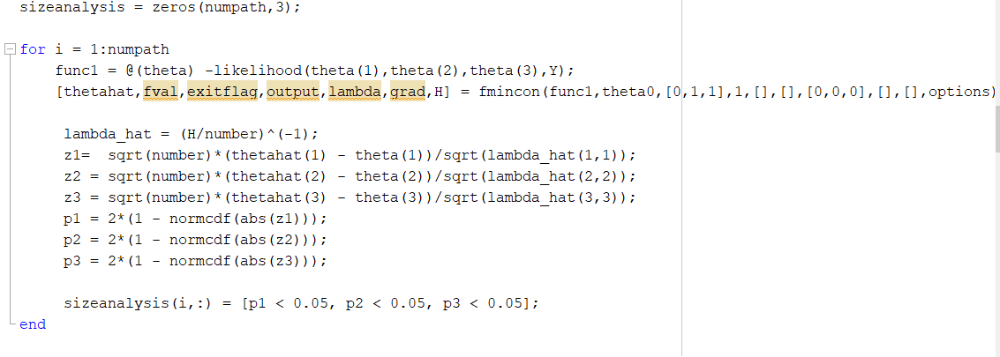 sizeanalysis = zeros(numpath,3);
for i = 1:numpath
func1 = @(theta) -likelihood(theta(1),theta(2),theta(3),Y);
[thetahat,fval,exitflag,output,lambda,grad,H] = fmincon(func1,theta0,[0,1,1],1,[],[],[0,0,0],[],[],options)
lambda_hat = (H/number)^(-1);
z1=  sqrt(number)*(thetahat(1) - theta(1))/sqrt(lambda_hat(1,1));
z2 = sqrt(number)*(thetahat(2) - theta(2))/sqrt(lambda_hat(2,2));
z3 = sqrt(number)*(thetahat(3) - theta(3))/sqrt(lambda_hat(3,3));
p1 = 2*(1 - normcdf(abs(z1)));
p2 = 2*(1 - normcdf(abs(z2)));
p3 = 2*(1 - normcdf(abs(z3)));
sizeanalysis(i,:) = [p1 < 0.05, p2 < 0.05, p3 < 0.05];
end